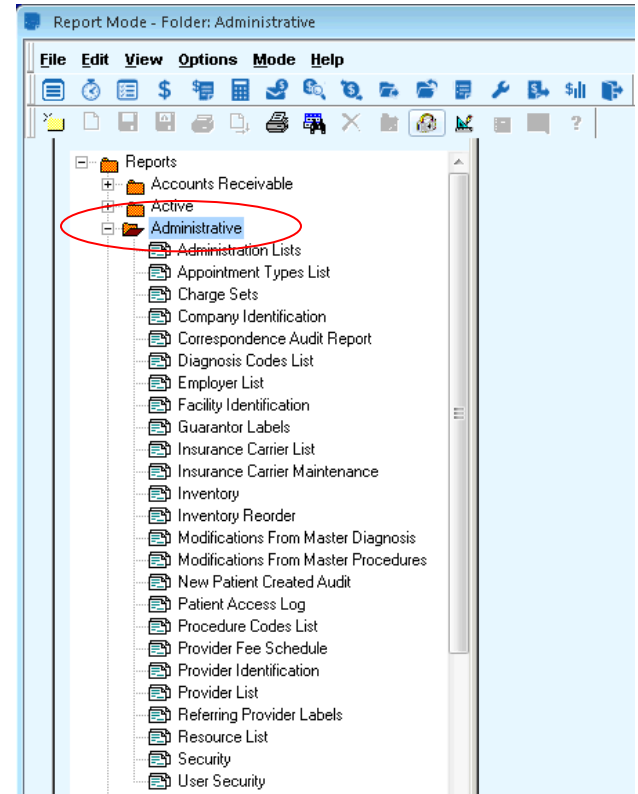 Report Mode - Folder: Administrative
File Edit View Options Mode Help
Reports
Accounts Receivable
Active
Administrative
Administration Lists
Appointment Types List
Charge Sets
Company Identification
Correspondence Audit Report
Diagnosis Codes List
Employer List
Facility Identification
Guarantor Labels
Insurance Carrier List
Insurance Carrier Maintenance
Inventory
Inventory Reorder
Modifications From Master Diagnosis
Modifications From Master Procedures
New Patient Created Audit
Patient Access Log
Procedure Codes List
Provider Fee Schedule
Provider Identification
Provider List
Referring Provider Labels
Resource List
Security
User Security